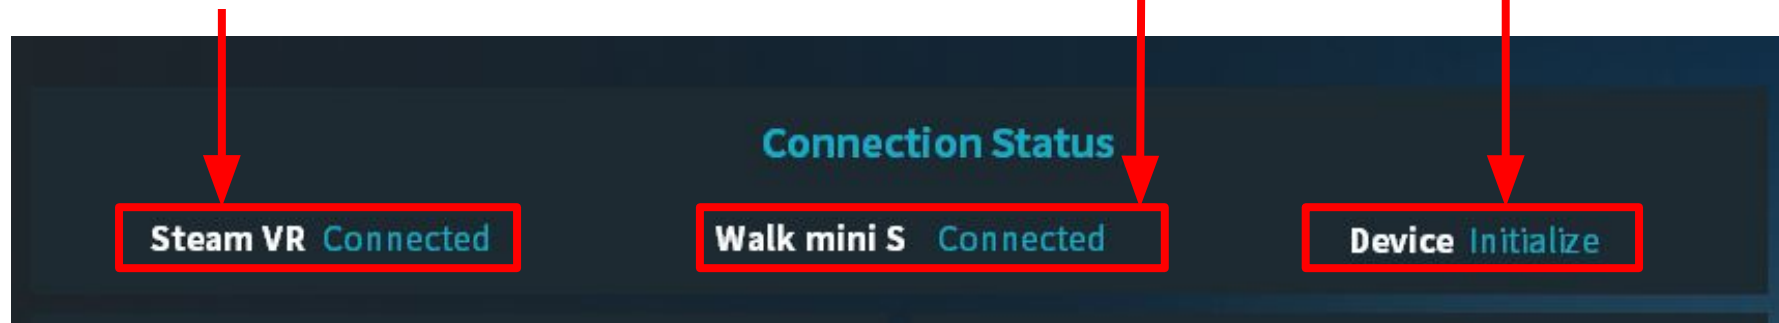 Connection Status
Steam VR Connected Walk mini S Connected Device Initialize